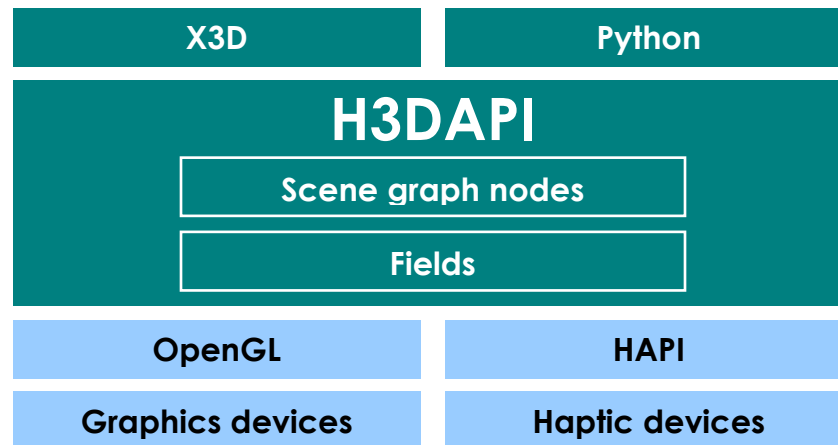 X3D
Python
H3DAPI
Scene graph nodes
Fields
OpenGL
HAPI
Graphics devices
Haptic devices